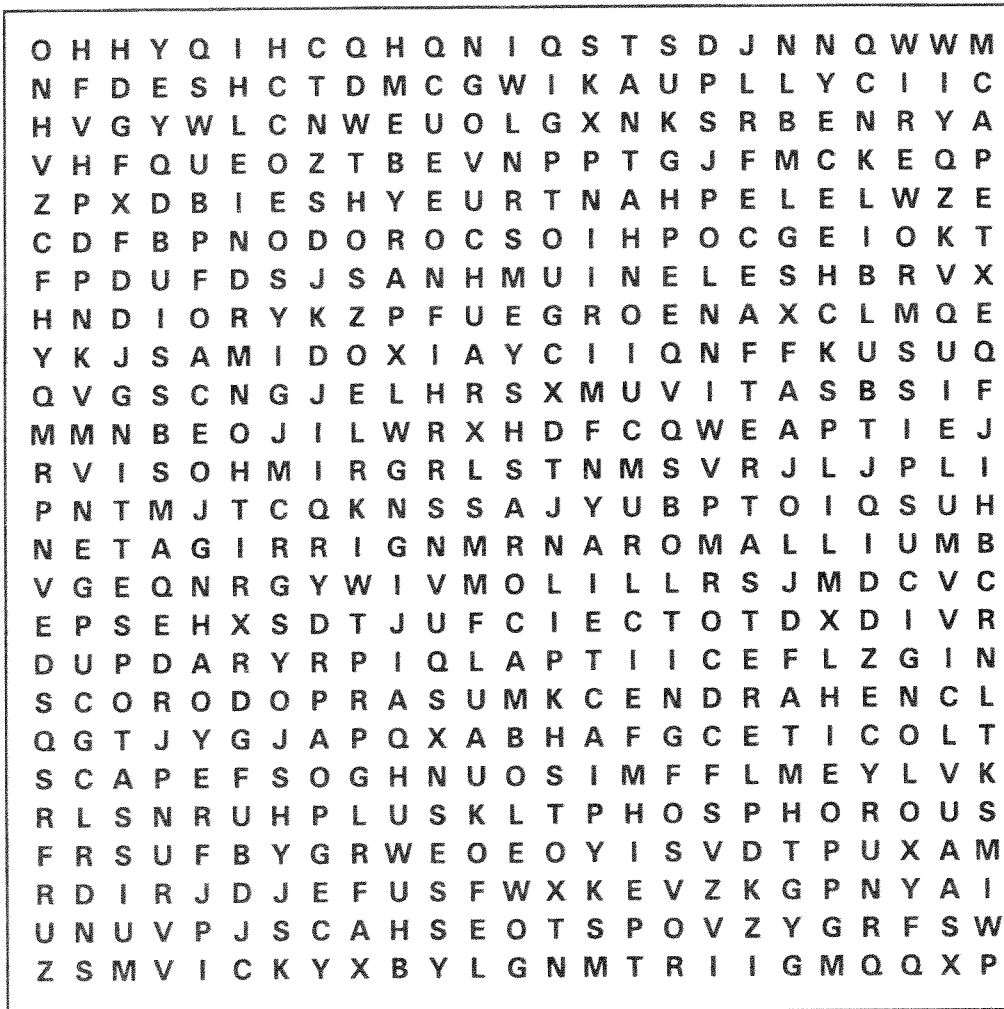 O H H Y Q I H C Q H Q N I Q S T S D J N N Q W W M
N F D E S H C T D M C G W I K A U P L L Y C I I C
H V G Y W L C N W E U O L G X N K S R B E N R Y A
V H F Q U E O Z T B E V N P P T G J F M C K E Q P
Z P X D B I E S H Y E U R T N A H P E L E L W Z E
C D F B P N O D O R O C S O I H P O C G E I O K T
F P D U F D S J S A N H M U I N E L E S H B R V X
H N D I O R Y K Z P F U E G R O E N A X C L M Q E
Y K J S A M I D O X I A Y C I I Q N F F K U S U Q
Q V G S C N G J E L H R S X M U V I T A S B S I F
M M N B E O J I L W R X H D F C Q W E A P T I E J
R V I S O H M I R G R L S T N M S V R J L J P L I
P N T M J T C Q K N S S A J Y U B P T O I Q S U H
N E T A G I R R I G N M R N A R O M A L L I U M B
V G E Q N R G Y W I V M O L I L L R S J M D C V C
E P S E H X S D T J U F C I E C T O T D X D I V R
D U P D A R Y R P I Q L A P T I I C E F L Z G I N
S C O R O D O P R A S U M K C E N D R A H E N C L
Q G T J Y G J A P Q X A B H A F G C E T I C O L T
S C A P E F S O G H N U O S I M F F L M E Y L V K
R L S N R U H P L U S K L T P H O S P H O R O U S
F R S U F B Y G R W E O E O Y I S V D T P U X A M
R D I R J D J E F U S F W X K E V Z K G P N Y A I
U N U V P J S C A H S E O T S P O V Z Y G R F S W
Z S M V I C K Y X B Y L G N M T R I I G M Q Q X P